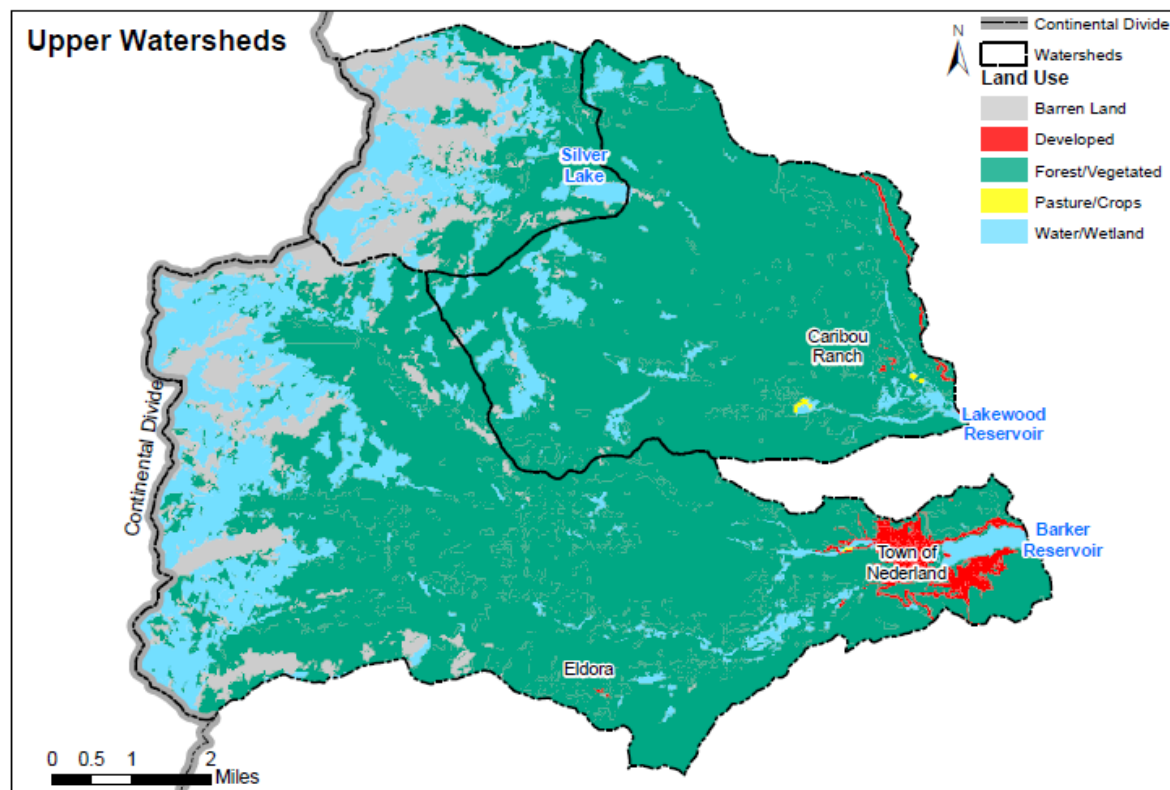 Upper Watersheds
N
Continental Divide
Watersheds
Land Use
Barren Land
Developed
Forest/Vegetated
Pasture/Crops
Water/Wetland
Silver
Lake
Caribou
Ranch
Lakewood
Reservoir
Continental Divide
Barker
Reservoir
Town of
Nederland
Eldora
0 0.5 1 2
Miles